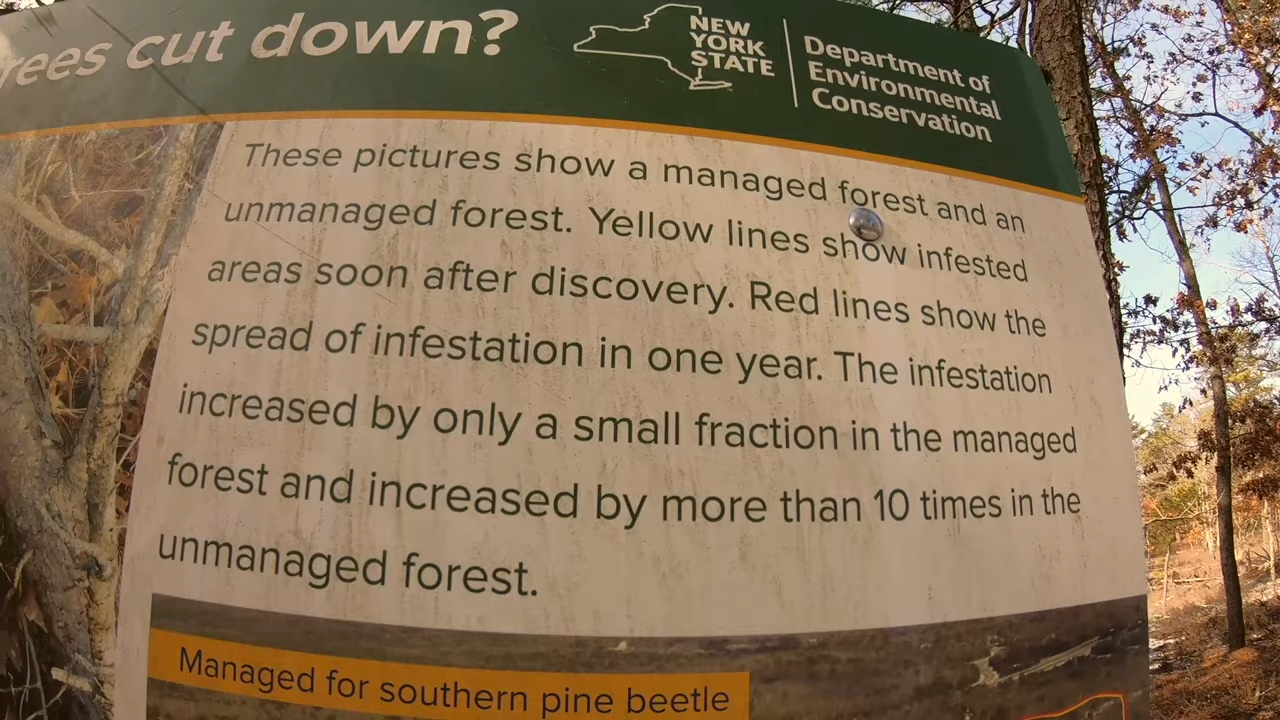 cut down?
NEW
YORK
STATE
Department of
Environmental
Conservation
These pictures show a managed forest and an
unmanaged forest. Yellow lines show infested
areas soon after discovery. Red lines show the
spread of infestation in one year. The infestation
increased by only a small fraction in the managed
forest and increased by more than 10 times in the
unmanaged forest.
Managed for southern pine beetle